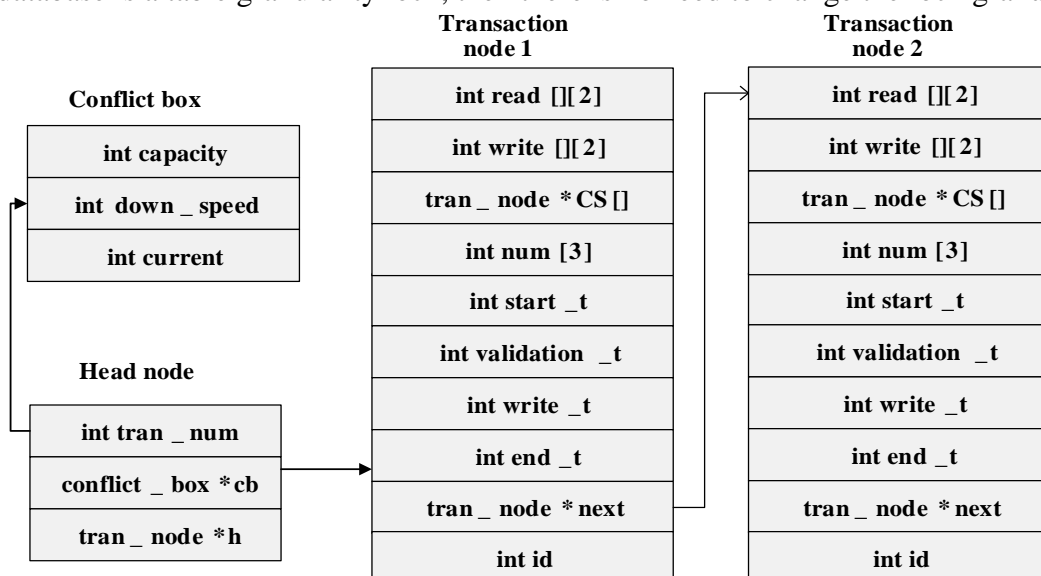 Transaction
node 1
Transaction
node 2
Conflict box
int capacity
int down _ speed
int current
Head node
int tran _ num
conflict _ box *cb
tran _ node *h
int read [][2]
int write [][2]
tran _ node *CS[]
int num [3]
int start _t
int validation _t
int write _t
int end _t
tran _ node *next
int id
int read [][2]
int write [][2]
tran _ node *CS[]
int num [3]
int start _t
int validation _t
int write _t
int end _t
tran _ node *next
int id